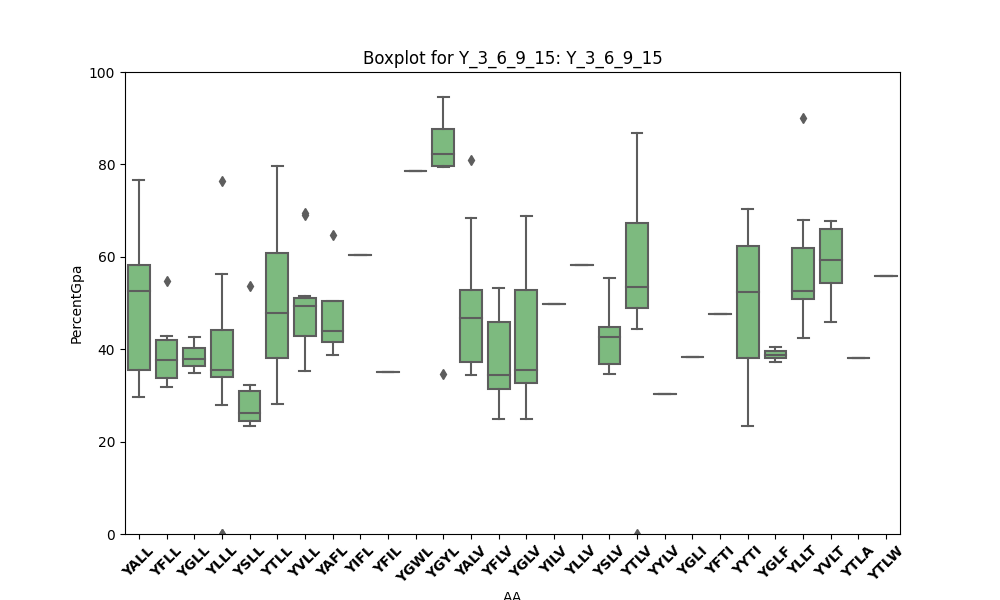 Boxplot for Y_3_6_9_15: Y_3_6_9_15
100
80
60
40
20
0
PercentGpa
YALL YFLL YGLL YLLL YSLL YTLL YVLL YAFL YIFL YFIL YGWL YGYL YALV YFLV YGLV YILV YLLV YSLV YTLV YYLV YGLI YFTI YYTI YGLF YLLT YVLT YTLA YTLW
AA